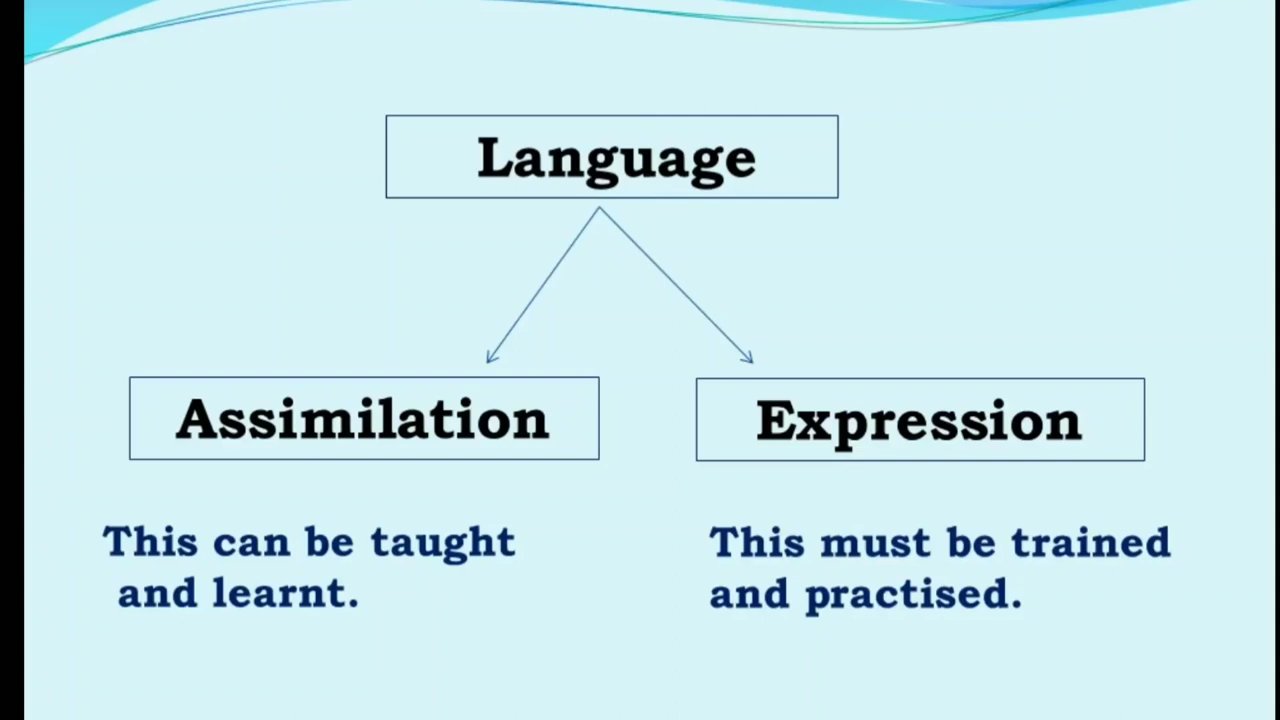 Language
Assimilation
Expression
This can be taught
and learnt.
This must be trained
and practised.